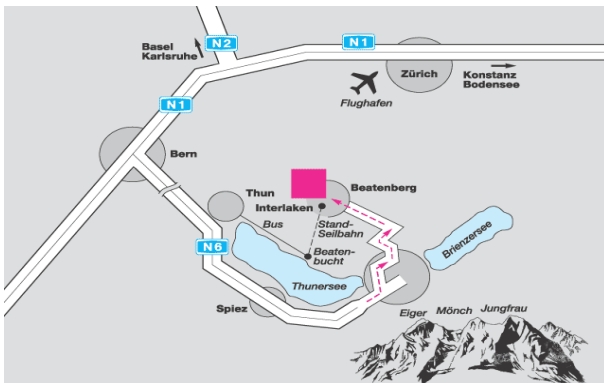 N2
N1
Basel
Karlsruhe
Zürich
Konstanz
Bodensee
Flughafen
N1
Bern
Thun
Beatenberg
Interlaken
Bus
Stand-
Seilbahn
N6
Beaten-
bucht
Brienzersee
Thunersee
Spiez
Eiger Mönch Jungfrau